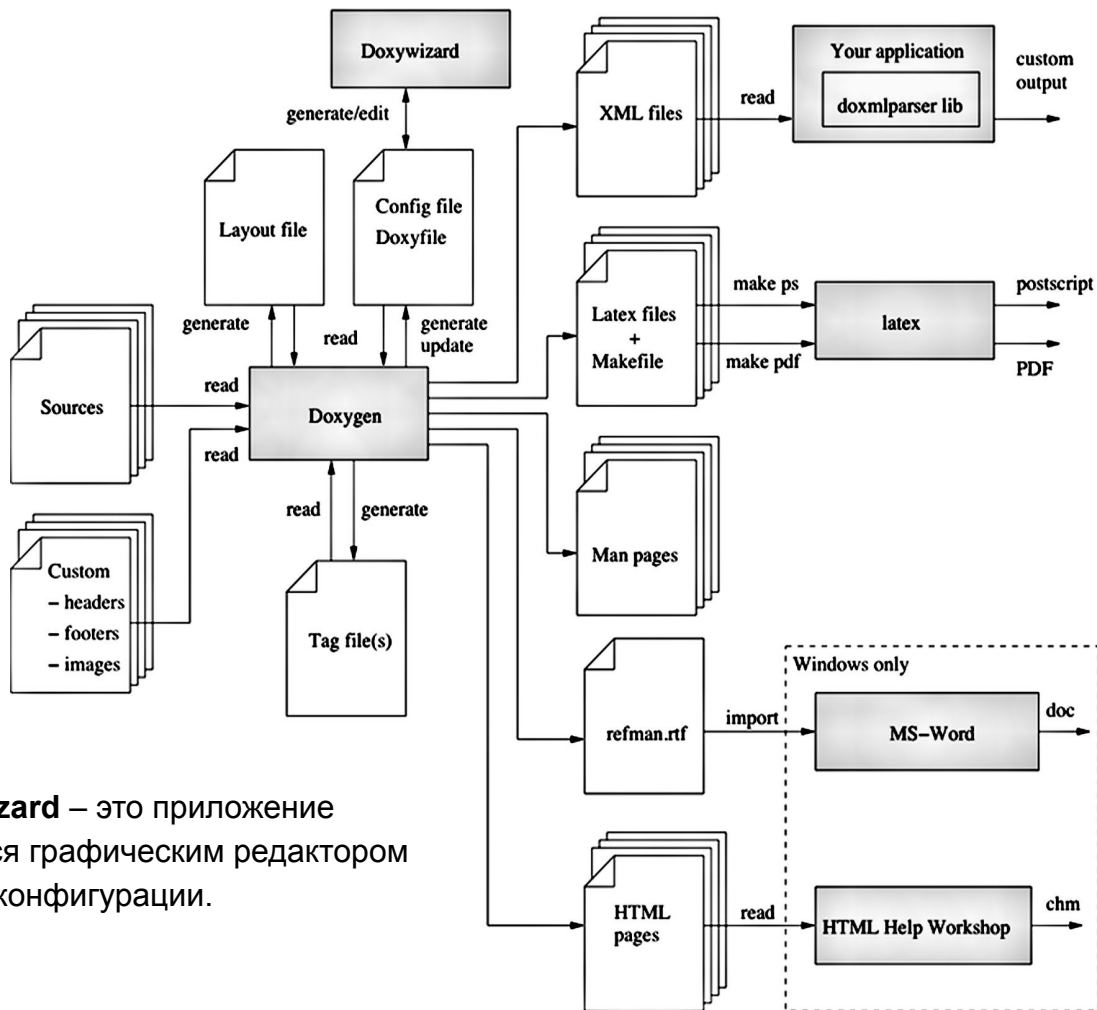 Doxywizard
generate/edit
Layout file
Config file
Doxyfile
generate
read
generate
update
Sources
read
Doxygen
read
Custom
– headers
– footers
– images
read
generate
Tag file(s)
XML files
read
Your application
doxmlparser lib
custom
output
Latex files
+
Makefile
make ps
make pdf
latex
postscript
PDF
Man pages
refman.rtf
import
Windows only
MS–Word
doc
HTML
pages
read
HTML Help Workshop
chm
zard – это приложение
ся графическим редактором
конфигурации.